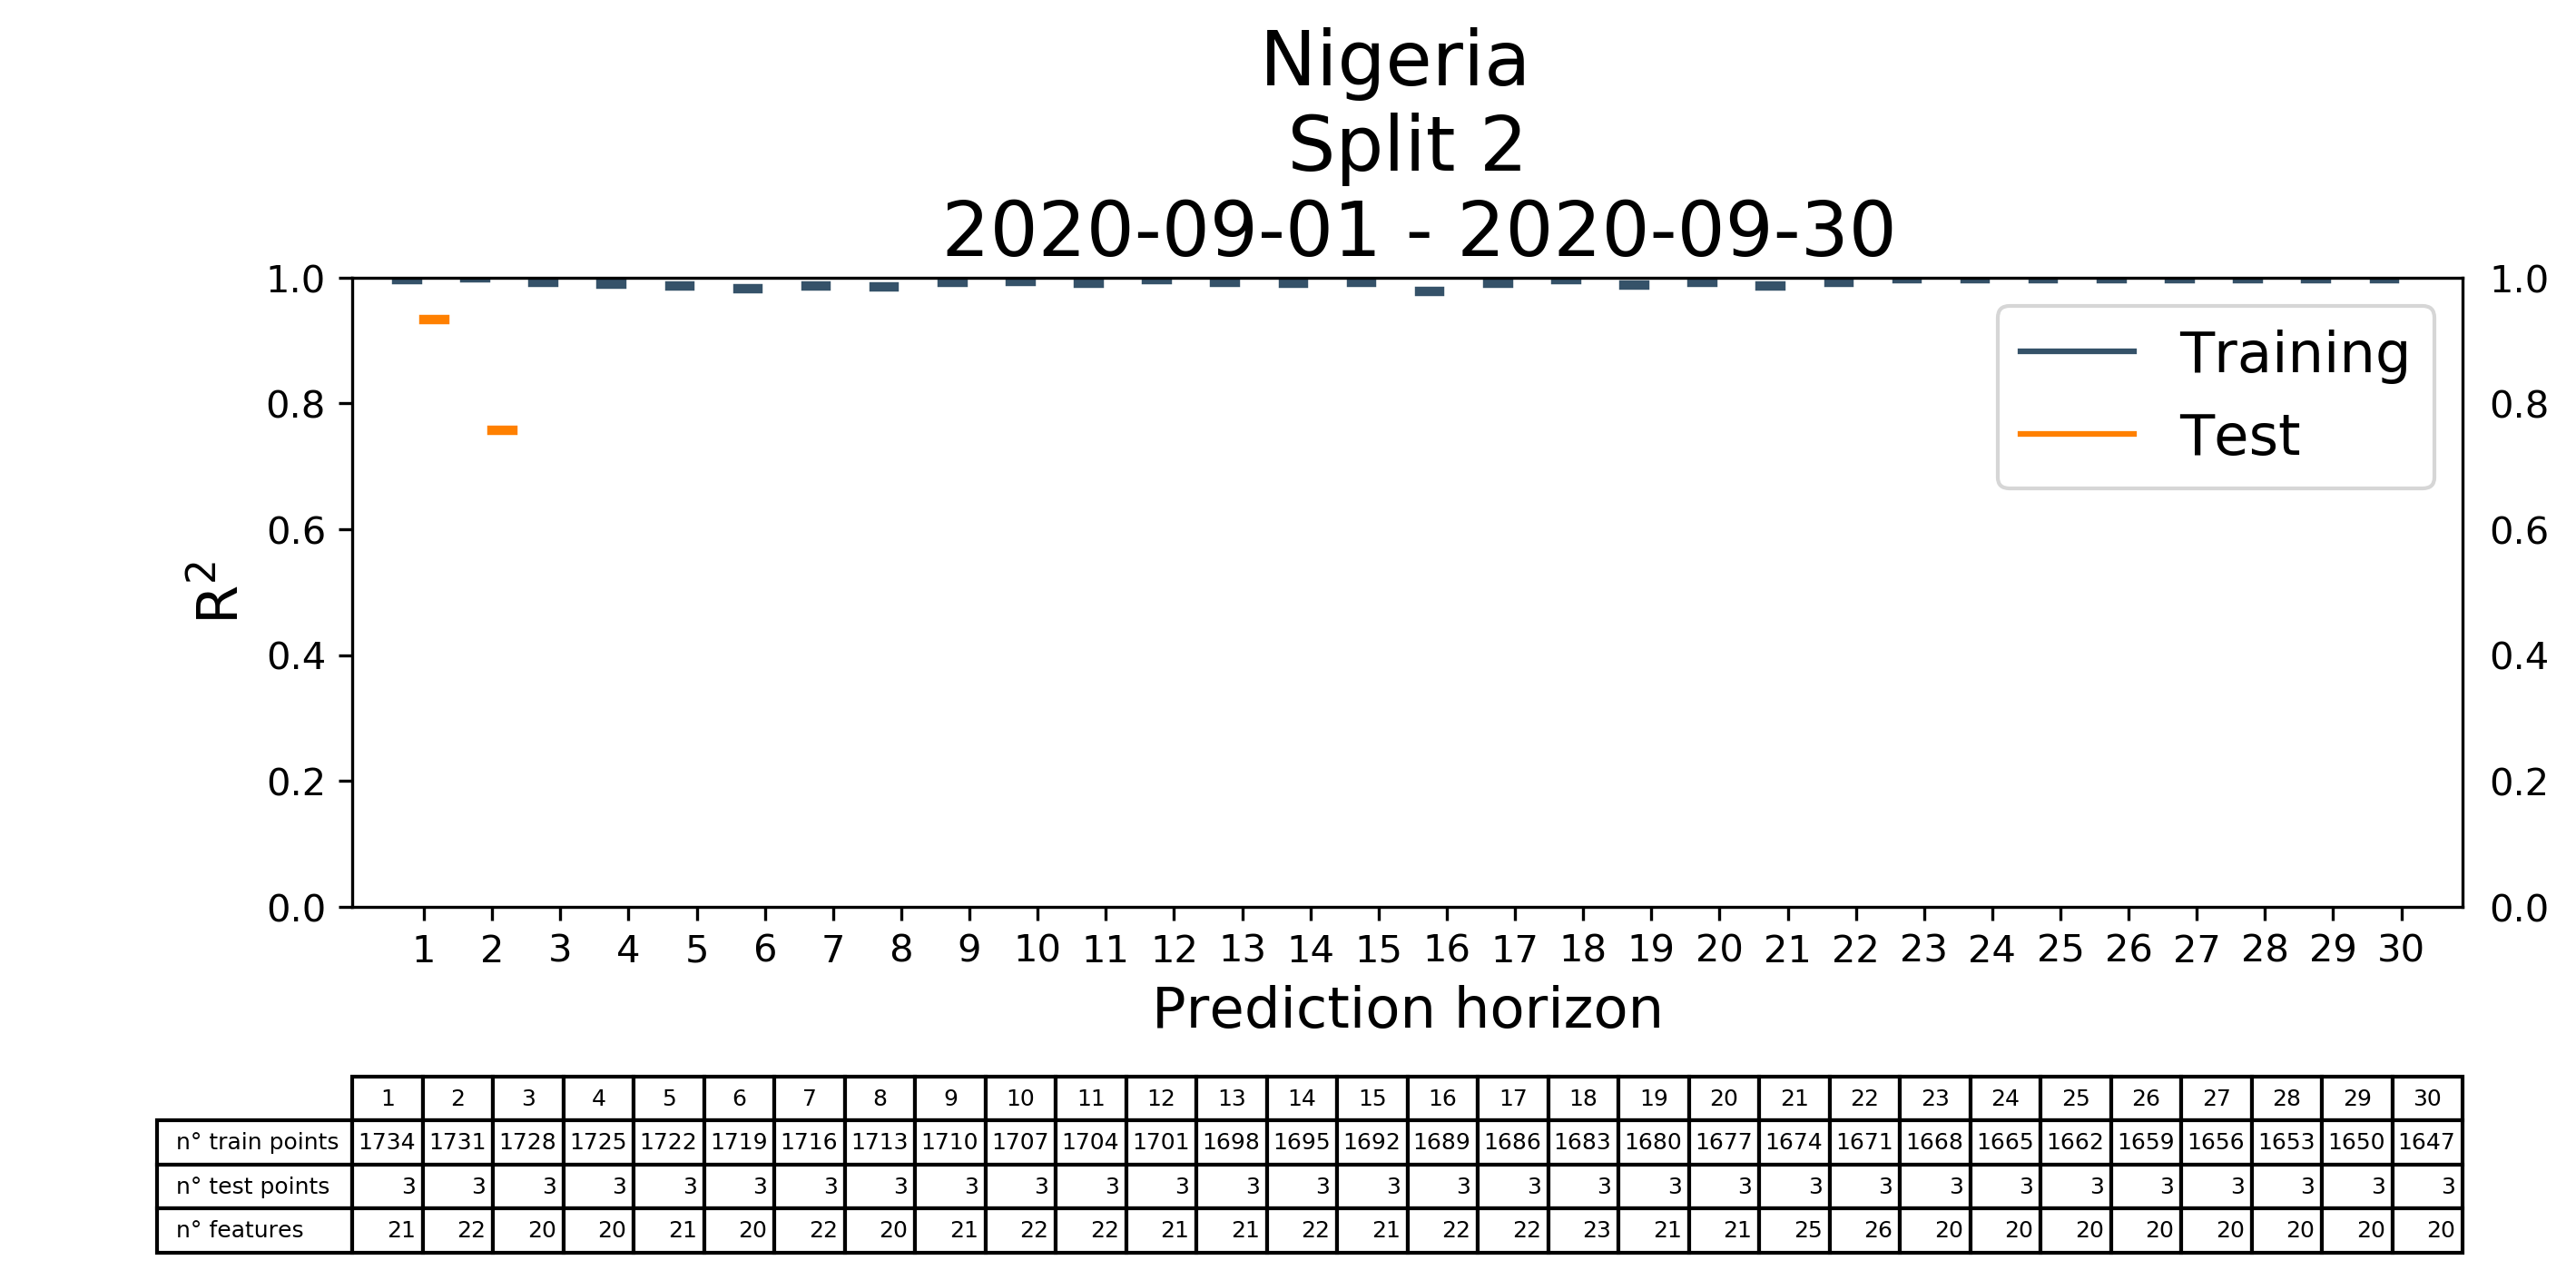 Nigeria
Split 2
2020-09-01 - 2020-09-30
1.0 1.0
0.8 0.8
0.6 0.6
0.4 0.4
0.2 0.2
0.0 0.0
R²
Training
Test
1 2 3 4 5 6 7 8 9 10 11 12 13 14 15 16 17 18 19 20 21 22 23 24 25 26 27 28 29 30
Prediction horizon
1 2 3 4 5 6 7 8 9 10 11 12 13 14 15 16 17 18 19 20 21 22 23 24 25 26 27 28 29 30
n° train points 1734 1731 1728 1725 1722 1719 1716 1713 1710 1707 1704 1701 1698 1695 1692 1689 1686 1683 1680 1677 1674 1671 1668 1665 1662 1659 1656 1653 1650 1647
n° test points 3 3 3 3 3 3 3 3 3 3 3 3 3 3 3 3 3 3 3 3 3 3 3 3 3 3 3 3 3 3
n° features 21 22 20 20 21 20 22 20 21 22 22 21 21 22 21 22 22 23 21 21 25 26 20 20 20 20 20 20 20 20